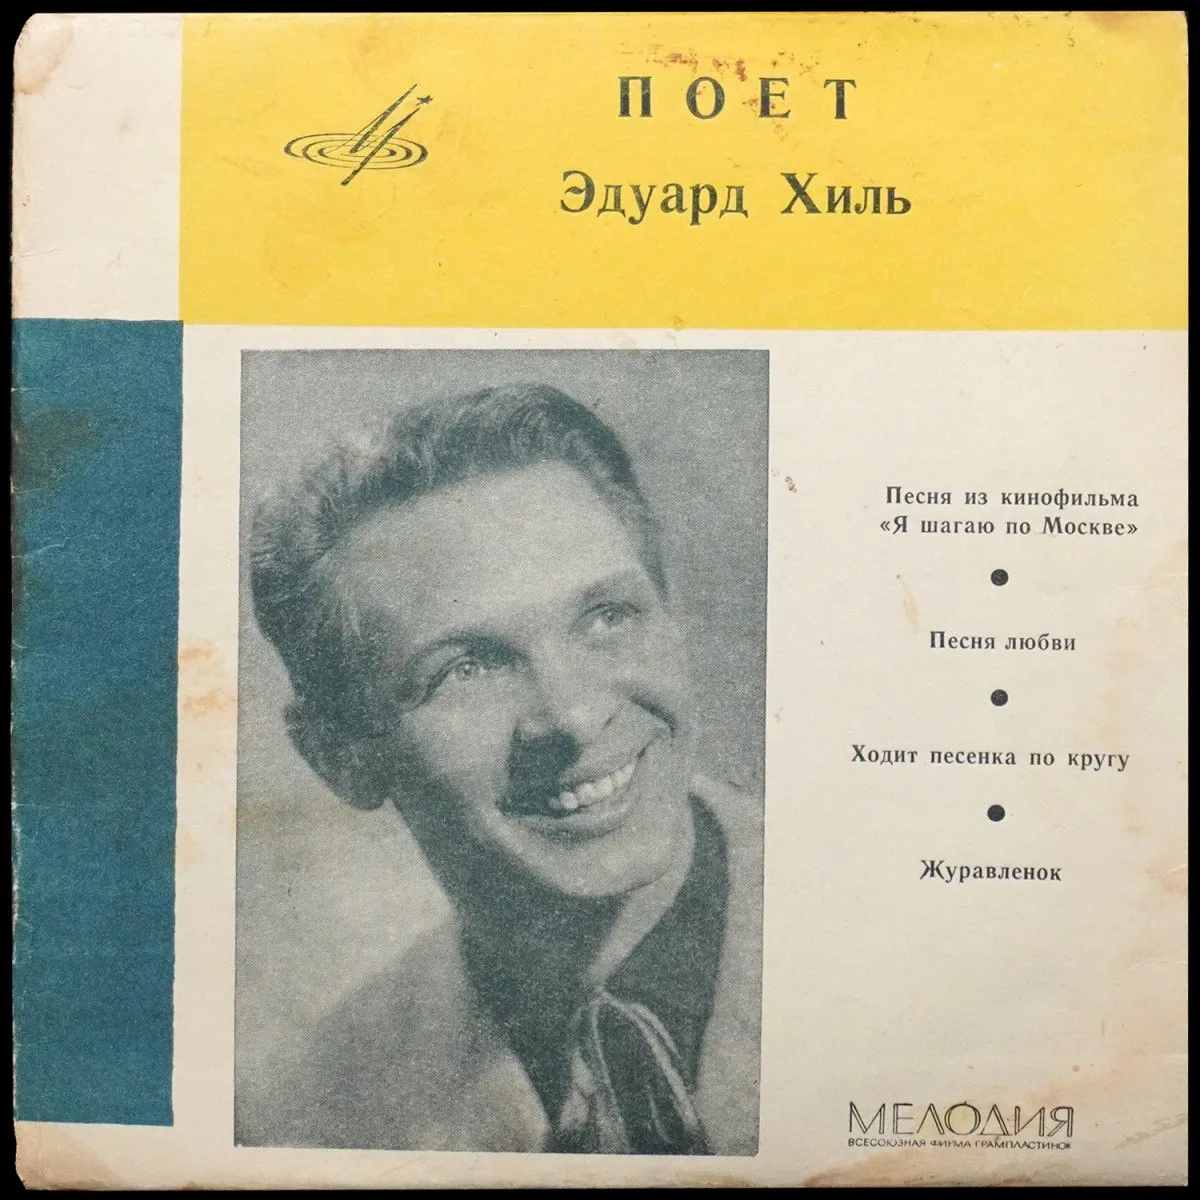 ПОЕТ
Эдуард Хиль
Песня из кинофильма
«Я шагаю по Москве»
Песня любви
Ходит песенка по кругу
Журавленок
МЕЛОДИЯ
ВСЕСОЮЗНАЯ ФИРМА ГРАМПЛАСТИНОК